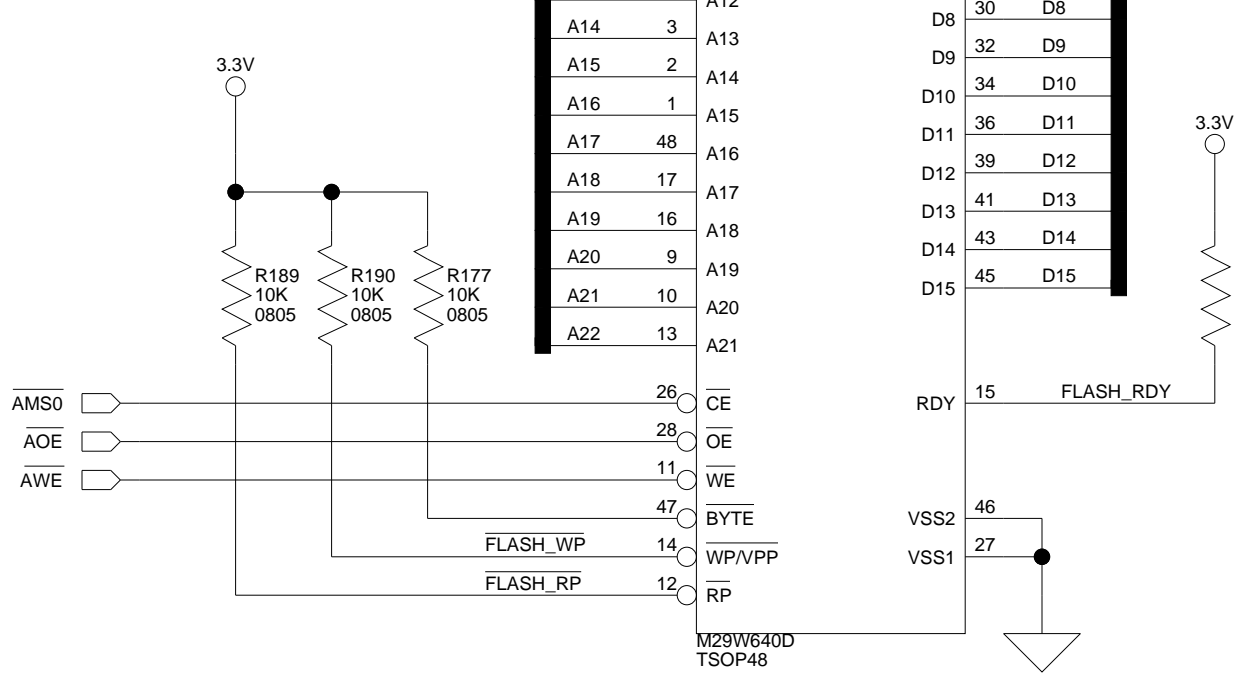 A12
A14 3 A13
A15 2 A14
A16 1 A15
A17 48 A16
A18 17 A17
A19 16 A18
A20 9 A19
A21 10 A20
A22 13 A21
D8 30 D8
D9 32 D9
D10 34 D10
D11 36 D11
D12 39 D12
D13 41 D13
D14 43 D14
D15 45 D15
3.3V
3.3V
R189
10K
0805
R190
10K
0805
R177
10K
0805
AMS0 26 CE
AOE 28 OE
AWE 11 WE
47 BYTE
FLASH_WP 14 WP/VPP
FLASH_RP 12 RP
RDY 15 FLASH_RDY
VSS2 46
VSS1 27
M29W640D
TSOP48